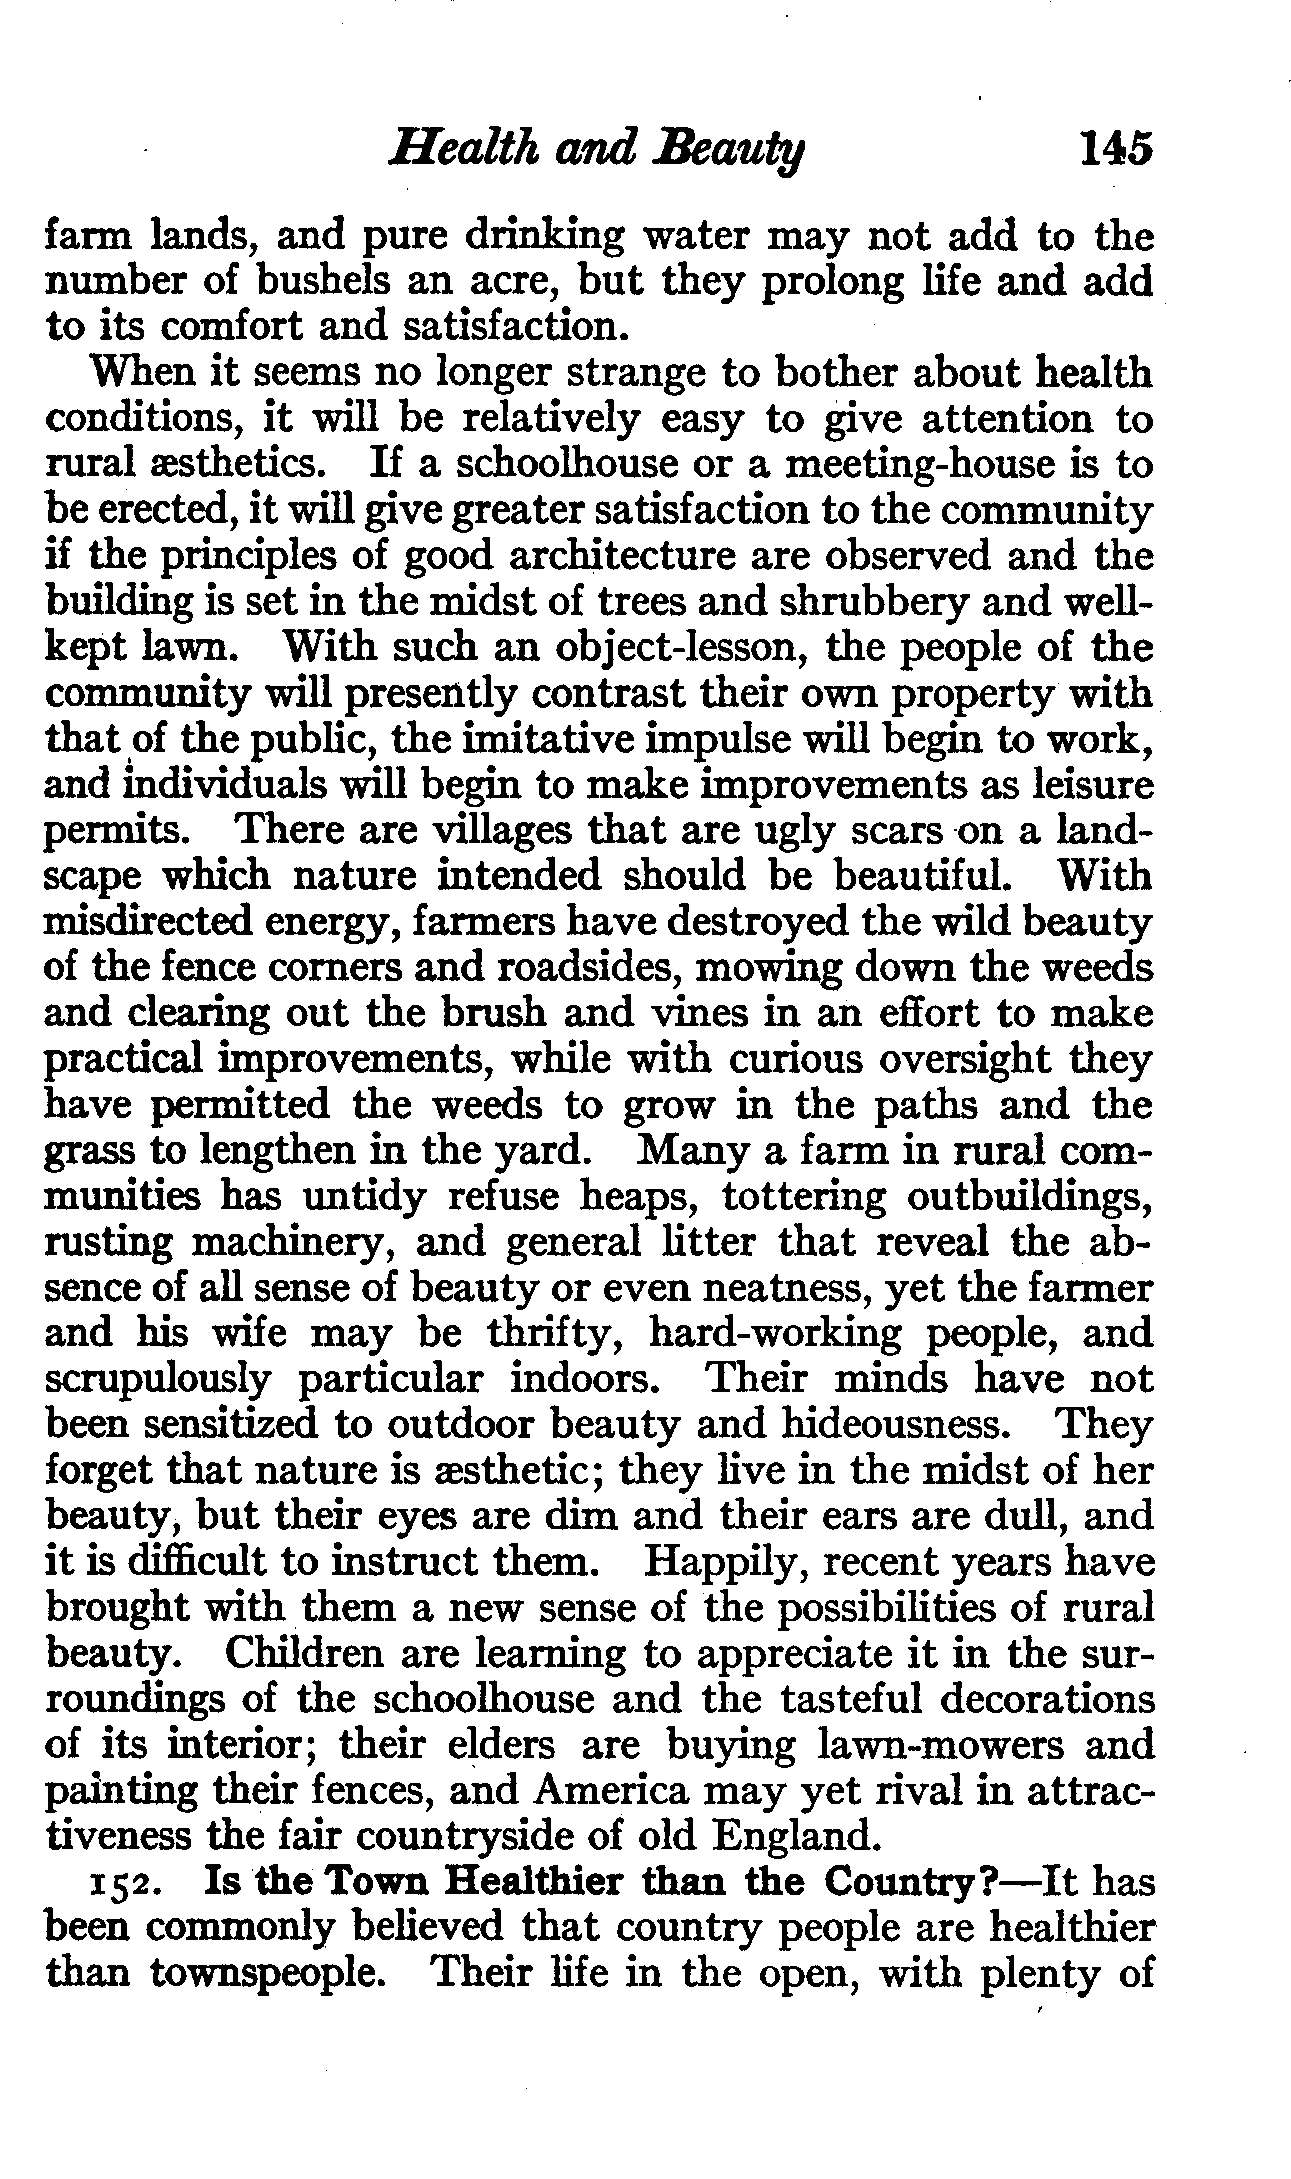 Health and Beauty 145
farm lands, and pure drinking water may not add to the
number of bushels an acre, but they prolong life and add
to its comfort and satisfaction.
When it seems no longer strange to bother about health
conditions, it will be relatively easy to give attention to
rural æsthetics. If a schoolhouse or a meeting-house is to
be erected, it will give greater satisfaction to the community
if the principles of good architecture are observed and the
building is set in the midst of trees and shrubbery and well-
kept lawn. With such an object-lesson, the people of the
community will presently contrast their own property with
that of the public, the imitative impulse will begin to work,
and individuals will begin to make improvements as leisure
permits. There are villages that are ugly scars on a land-
scape which nature intended should be beautiful. With
misdirected energy, farmers have destroyed the wild beauty
of the fence corners and roadsides, mowing down the weeds
and clearing out the brush and vines in an effort to make
practical improvements, while with curious oversight they
have permitted the weeds to grow in the paths and the
grass to lengthen in the yard. Many a farm in rural com-
munities has untidy refuse heaps, tottering outbuildings,
rusting machinery, and general litter that reveal the ab-
sence of all sense of beauty or even neatness, yet the farmer
and his wife may be thrifty, hard-working people, and
scrupulously particular indoors. Their minds have not
been sensitized to outdoor beauty and hideousness. They
forget that nature is æsthetic; they live in the midst of her
beauty, but their eyes are dim and their ears are dull, and
it is difficult to instruct them. Happily, recent years have
brought with them a new sense of the possibilities of rural
beauty. Children are learning to appreciate it in the sur-
roundings of the schoolhouse and the tasteful decorations
of its interior; their elders are buying lawn-mowers and
painting their fences, and America may yet rival in attrac-
tiveness the fair countryside of old England.
152. Is the Town Healthier than the Country?—It has
been commonly believed that country people are healthier
than townspeople. Their life in the open, with plenty of